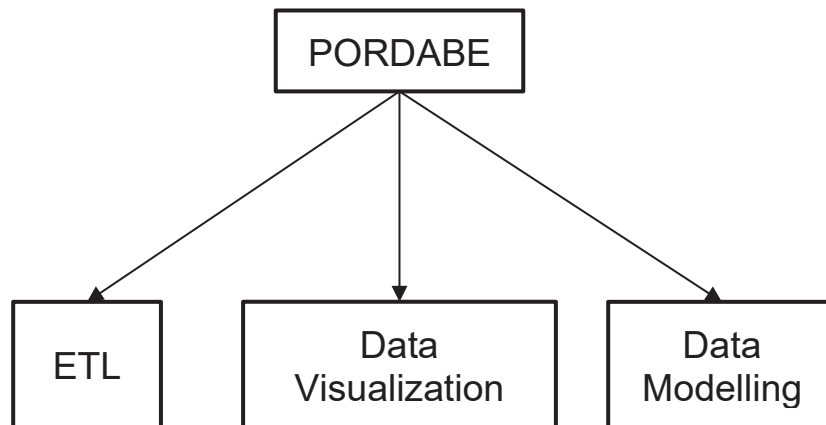 PORDABE
ETL
Data
Visualization
Data
Modelling